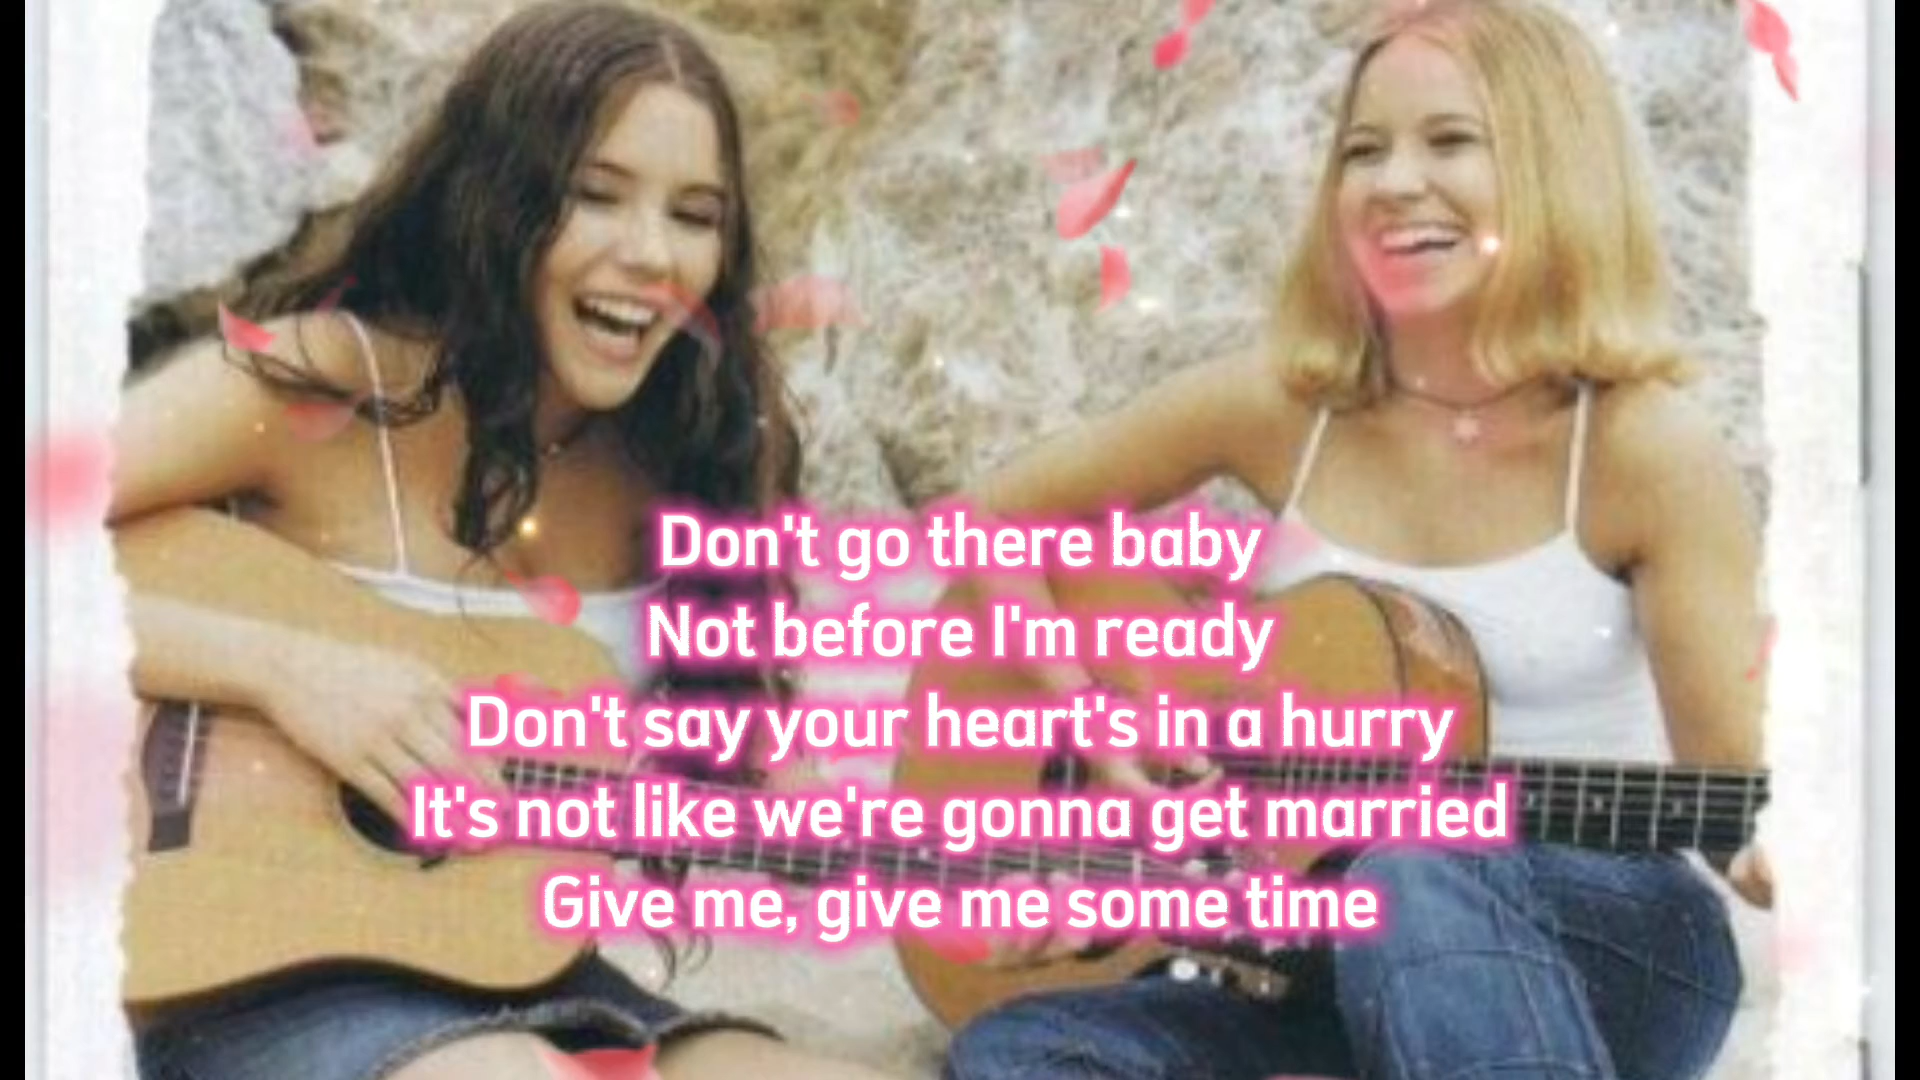 Don't go there baby
Not before I'm ready
Don't say your heart's in a hurry
It's not like we're gonna get married
Give me, give me some time